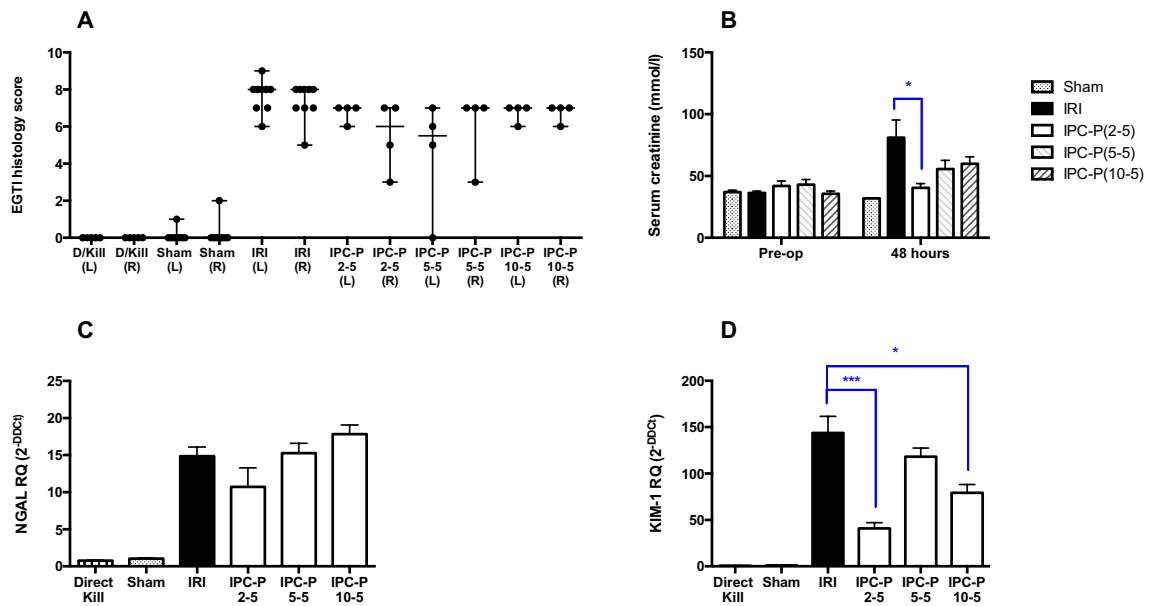 A
EGTI histology score
10
8
6
4
2
0
D/Kill (L)
D/Kill (R)
Sham (L)
Sham (R)
IRI (L)
IRI (R)
IPC-P 2-5 (L)
IPC-P 2-5 (R)
IPC-P 5-5 (L)
IPC-P 5-5 (R)
IPC-P 10-5 (L)
IPC-P 10-5 (R)
B
Serum creatinine (mmol/l)
150
100
50
0
*
Pre-op
48 hours
Sham
IRI
IPC-P(2-5)
IPC-P(5-5)
IPC-P(10-5)
C
NGAL RQ (2-DDCt)
25
20
15
10
5
0
Direct Kill
Sham
IRI
IPC-P 2-5
IPC-P 5-5
IPC-P 10-5
D
KIM-1 RQ (2-DDCt)
200
150
100
50
0
***
*
Direct Kill
Sham
IRI
IPC-P 2-5
IPC-P 5-5
IPC-P 10-5